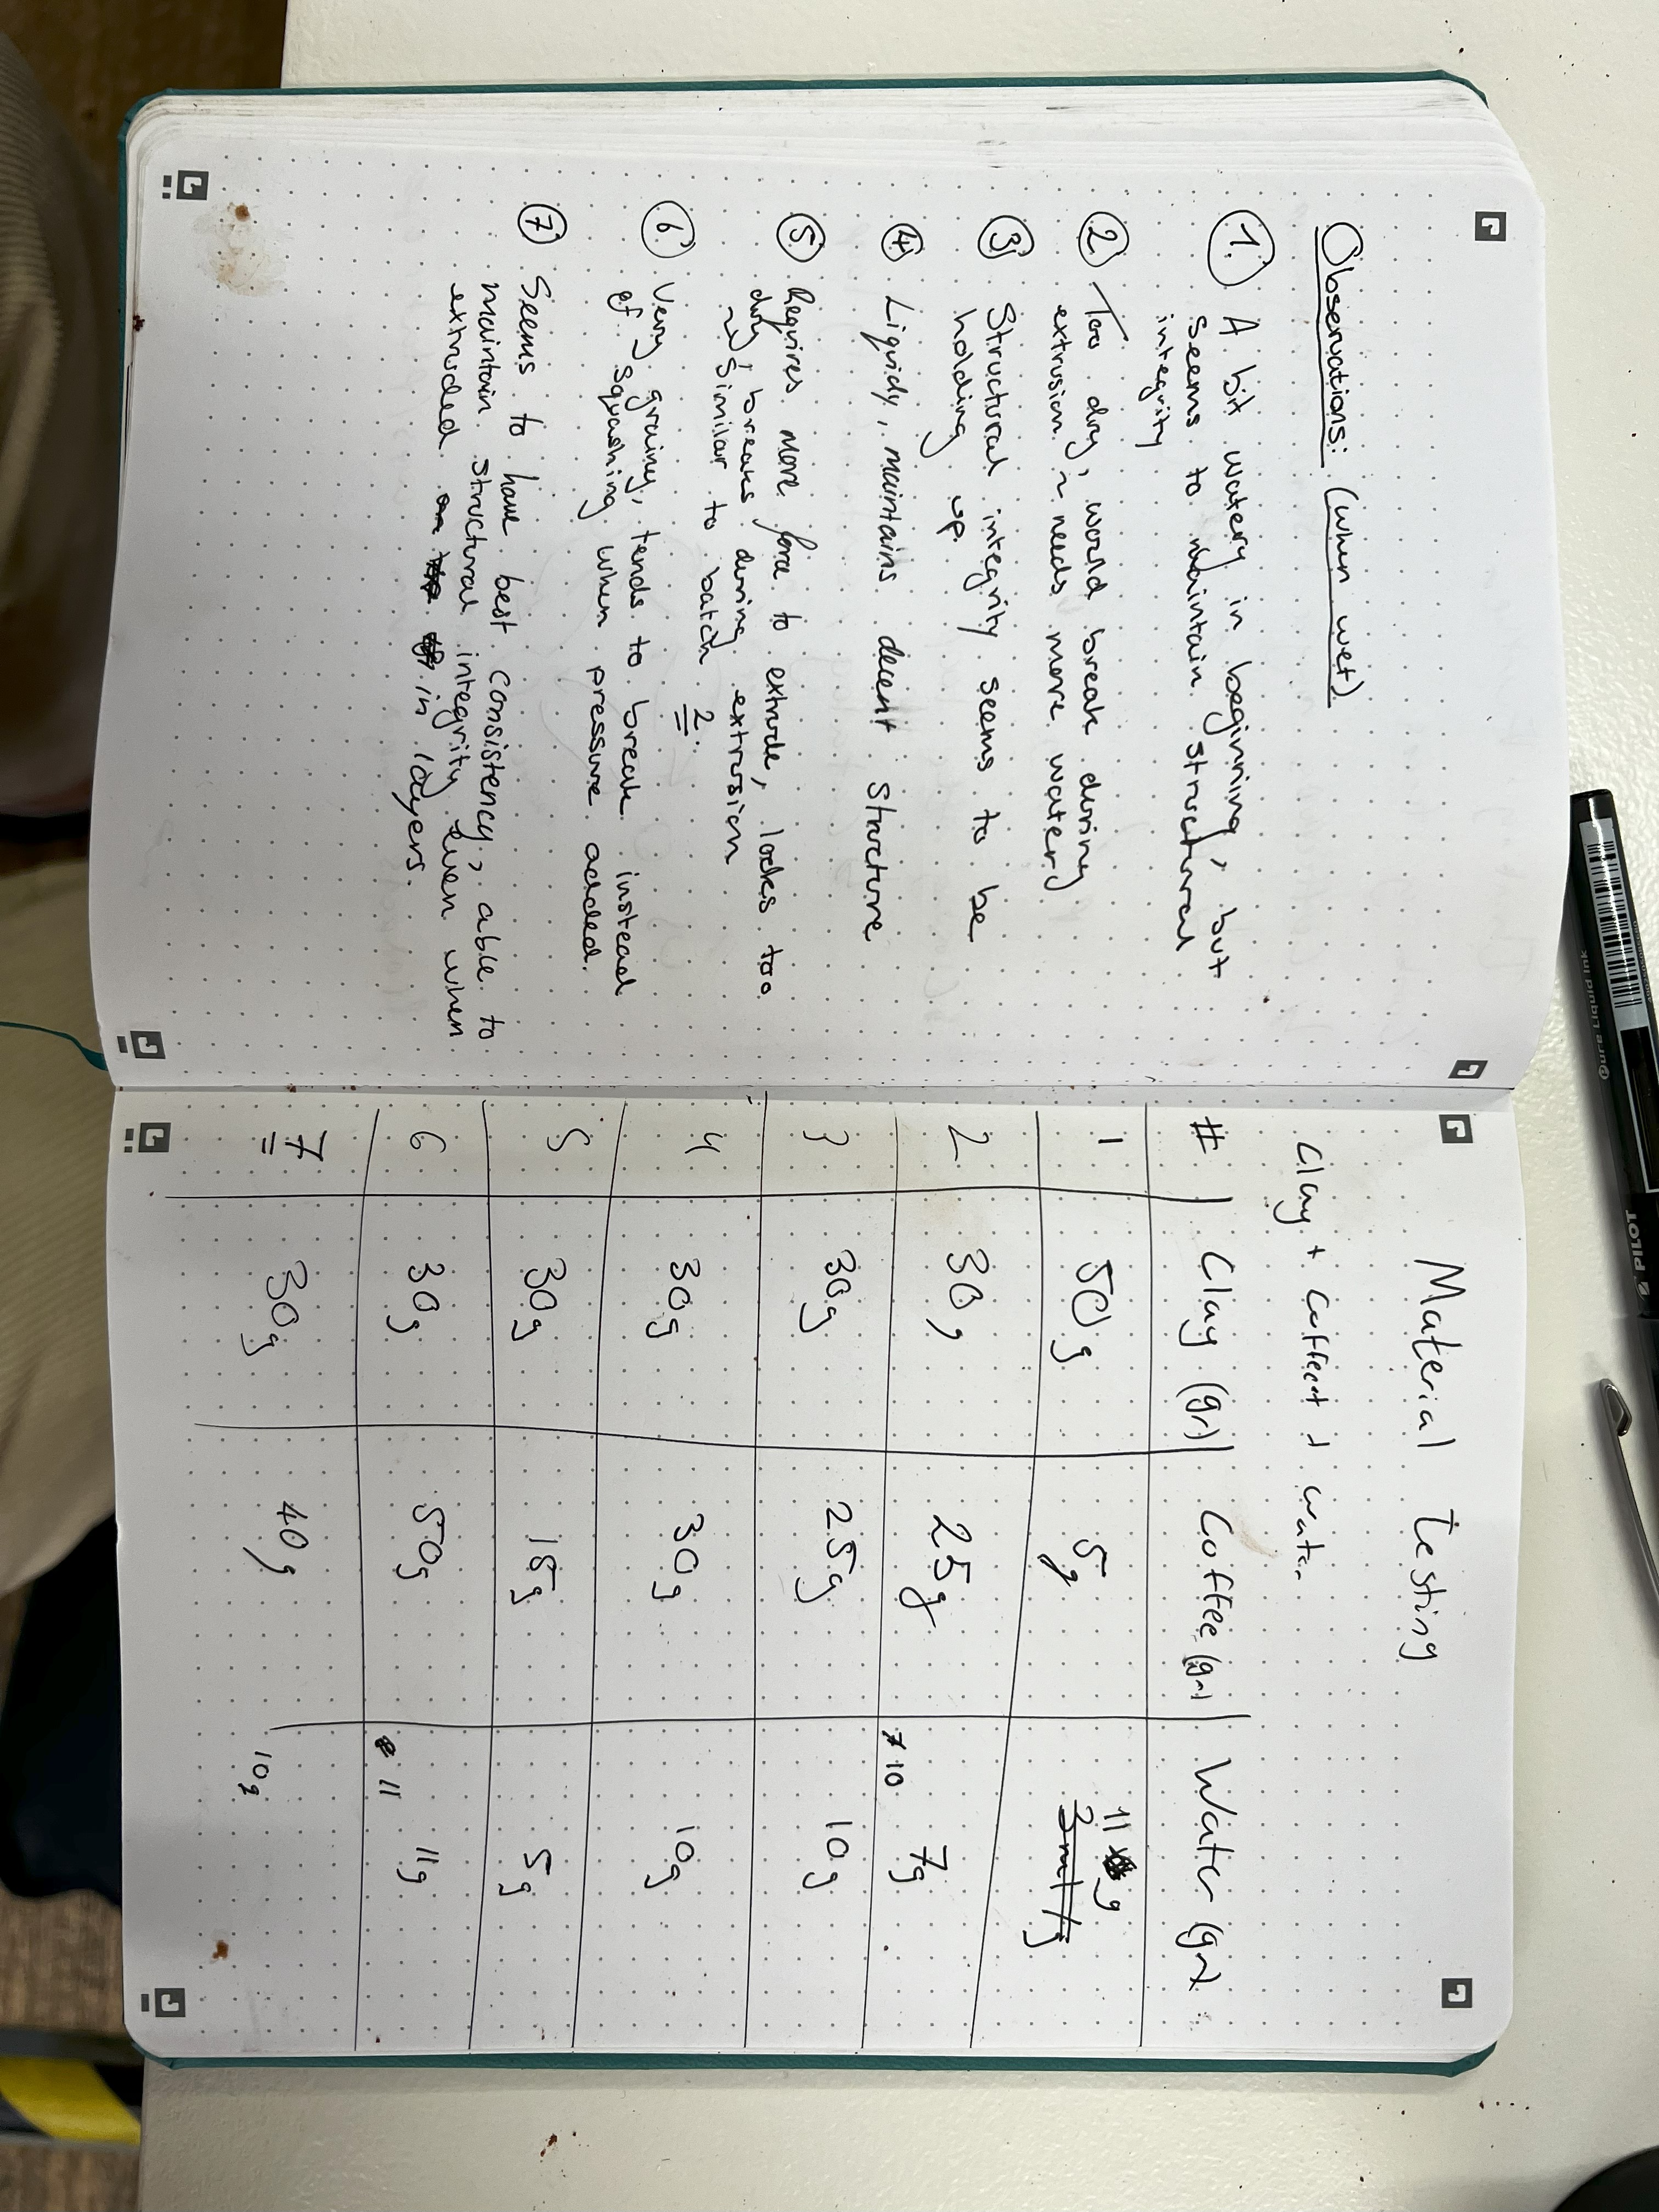 PILOT
Pure Liquid Ink
Observations: (when wet)
1. A bit watery in beginning, but
seems to maintain structural
integrity
2 Too dry, would break during
extrusion ~ needs more water
3 Structural integrity seems to be
holding up.
4 Liquidy, maintains decent structure
5 Requires more force to extrude, looks too
dry, breaks during extrusion
~> Similar to batch 2.
6 Very grainy, tends to break instead
of squashing when pressure added.
7 Seems to have best consistency, able to
maintain structural integrity even when
extruded in layers.
Material Testing
Clay + + water
# Clay (gr) Coffee (gr) Water (gr)
1 50g 5g 11 g
3ml/g
2 30g 25g 7g
10
3 30g 25g 10g
4 30g 30g 10g
5 30g 15g 5g
6 30g 50g 11g
11
7 30g 40g 10g